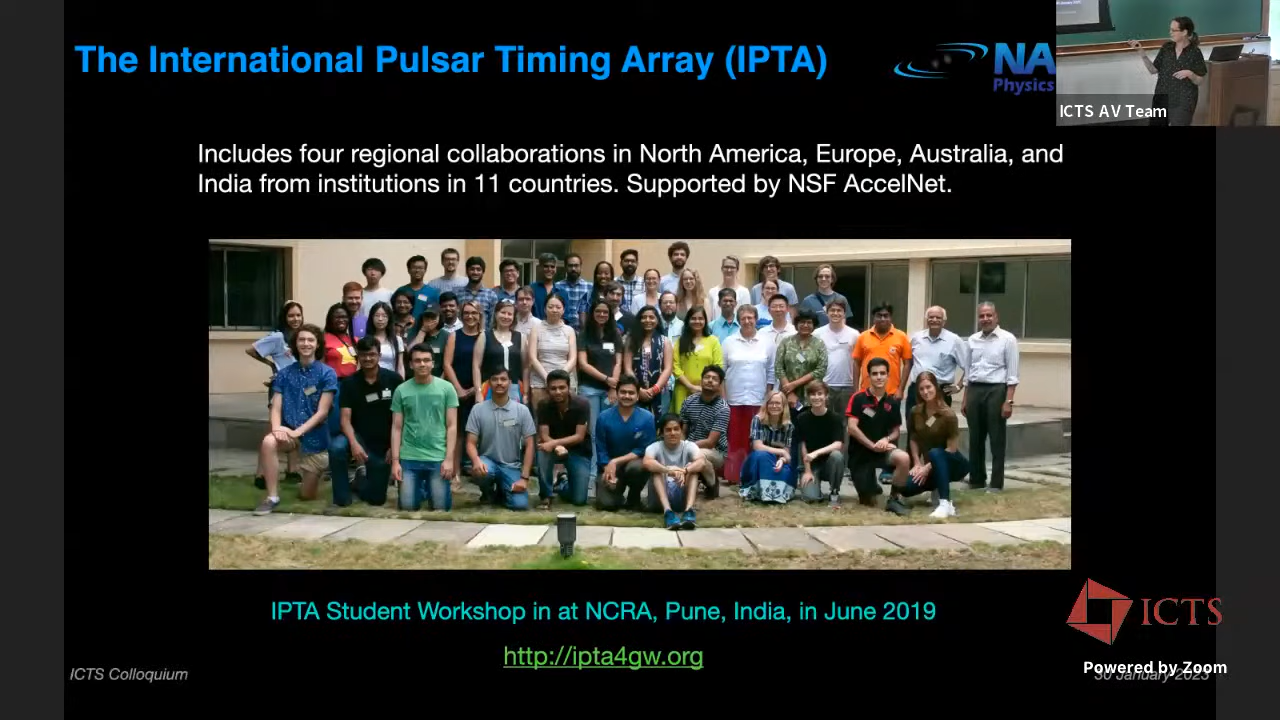 The International Pulsar Timing Array (IPTA)
NA
Physics
ICTS AV Team
Includes four regional collaborations in North America, Europe, Australia, and
India from institutions in 11 countries. Supported by NSF AccelNet.
IPTA Student Workshop in at NCRA, Pune, India, in June 2019
http://ipta4gw.org
ICTS
Powered by Zoom
ICTS Colloquium
30 January 2023